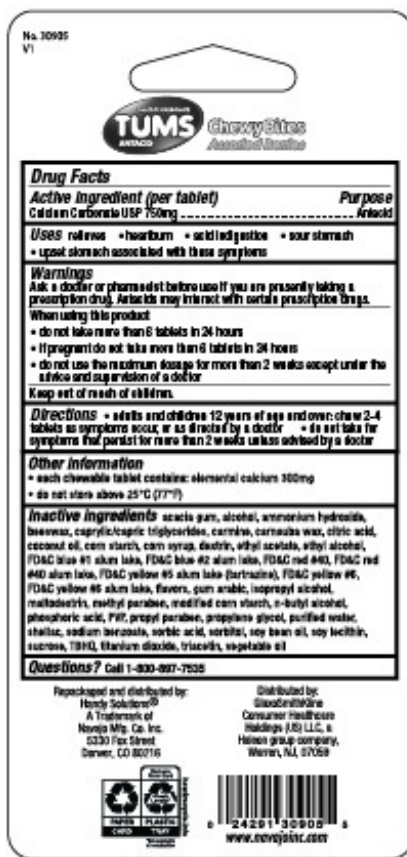 No. 30905
V1
TUMS
ANTACID
Chewy Bites
Assorted Berries
Drug Facts
Active ingredient (per tablet) Purpose
Calcium Carbonate USP 750mg Antacid
Uses relieves • heartburn • acid indigestion • sour stomach
• upset stomach associated with these symptoms
Warnings
Ask a doctor or pharmacist before use if you are presently taking a
prescription drug. Antacids may interact with certain prescription drugs.
When using this product
• do not take more than 6 tablets in 24 hours
• if pregnant do not take more than 6 tablets in 24 hours
• do not use the maximum dosage for more than 2 weeks except under the
advice and supervision of a doctor
Keep out of reach of children.
Directions • adults and children 12 years of age and over: chew 2-4
tablets as symptoms occur, or as directed by a doctor • do not take for
symptoms that persist for more than 2 weeks unless advised by a doctor
Other information
• each chewable tablet contains: elemental calcium 300mg
• do not store above 25°C (77°F)
Inactive ingredients acacia gum, alcohol, ammonium hydroxide,
beeswax, caprylic/capric triglycerides, carmine, carnauba wax, citric acid,
coconut oil, corn starch, corn syrup, dextrin, ethyl acetate, ethyl alcohol,
FD&C blue #1 alum lake, FD&C blue #2 alum lake, FD&C red #40, FD&C red
#40 alum lake, FD&C yellow #5 alum lake (tartrazine), FD&C yellow #6,
FD&C yellow #6 alum lake, flavors, gum arabic, isopropyl alcohol,
maltodextrin, methyl paraben, modified corn starch, n-butyl alcohol,
phosphoric acid, PVP, propyl paraben, propylene glycol, purified water,
shellac, sodium benzoate, sorbic acid, sorbitol, soy bean oil, soy lecithin,
sucrose, TBHQ, titanium dioxide, triacetin, vegetable oil
Questions? Call 1-800-897-7535
Repackaged and distributed by:
Handy Solutions®
A Trademark of
Navajo Mfg. Co. Inc.
5330 Fox Street
Denver, CO 80216
Distributed by:
GlaxoSmithKline
Consumer Healthcare
Holdings (US) LLC, a
Haleon group company,
Warren, NJ, 07059
PAPER PLASTIC
CARD TRAY
0 24291 30905 5
www.navajoinc.com